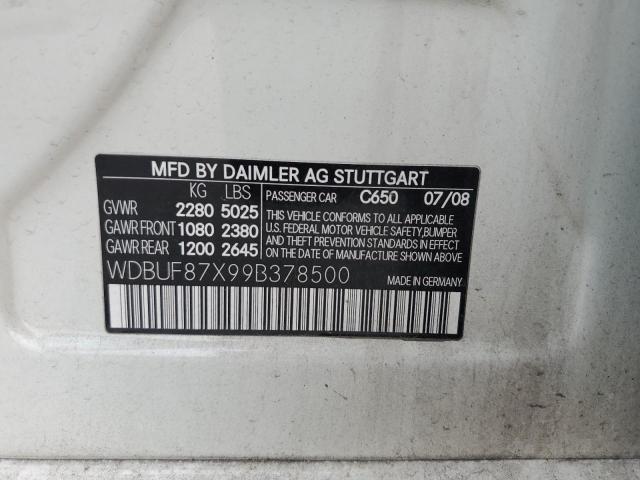 MFD BY DAIMLER AG STUTTGART
KG LBS PASSENGER CAR C650 07/08
GVWR 2280 5025
GAWR FRONT 1080 2380
GAWR REAR 1200 2645
THIS VEHICLE CONFORMS TO ALL APPLICABLE
U.S. FEDERAL MOTOR VEHICLE SAFETY,BUMPER
AND THEFT PREVENTION STANDARDS
IN EFFECT ON THE DATE OF
MANUFACTURE SHOWN ABOVE.
WDBUF87X99B378500 MADE IN GERMANY